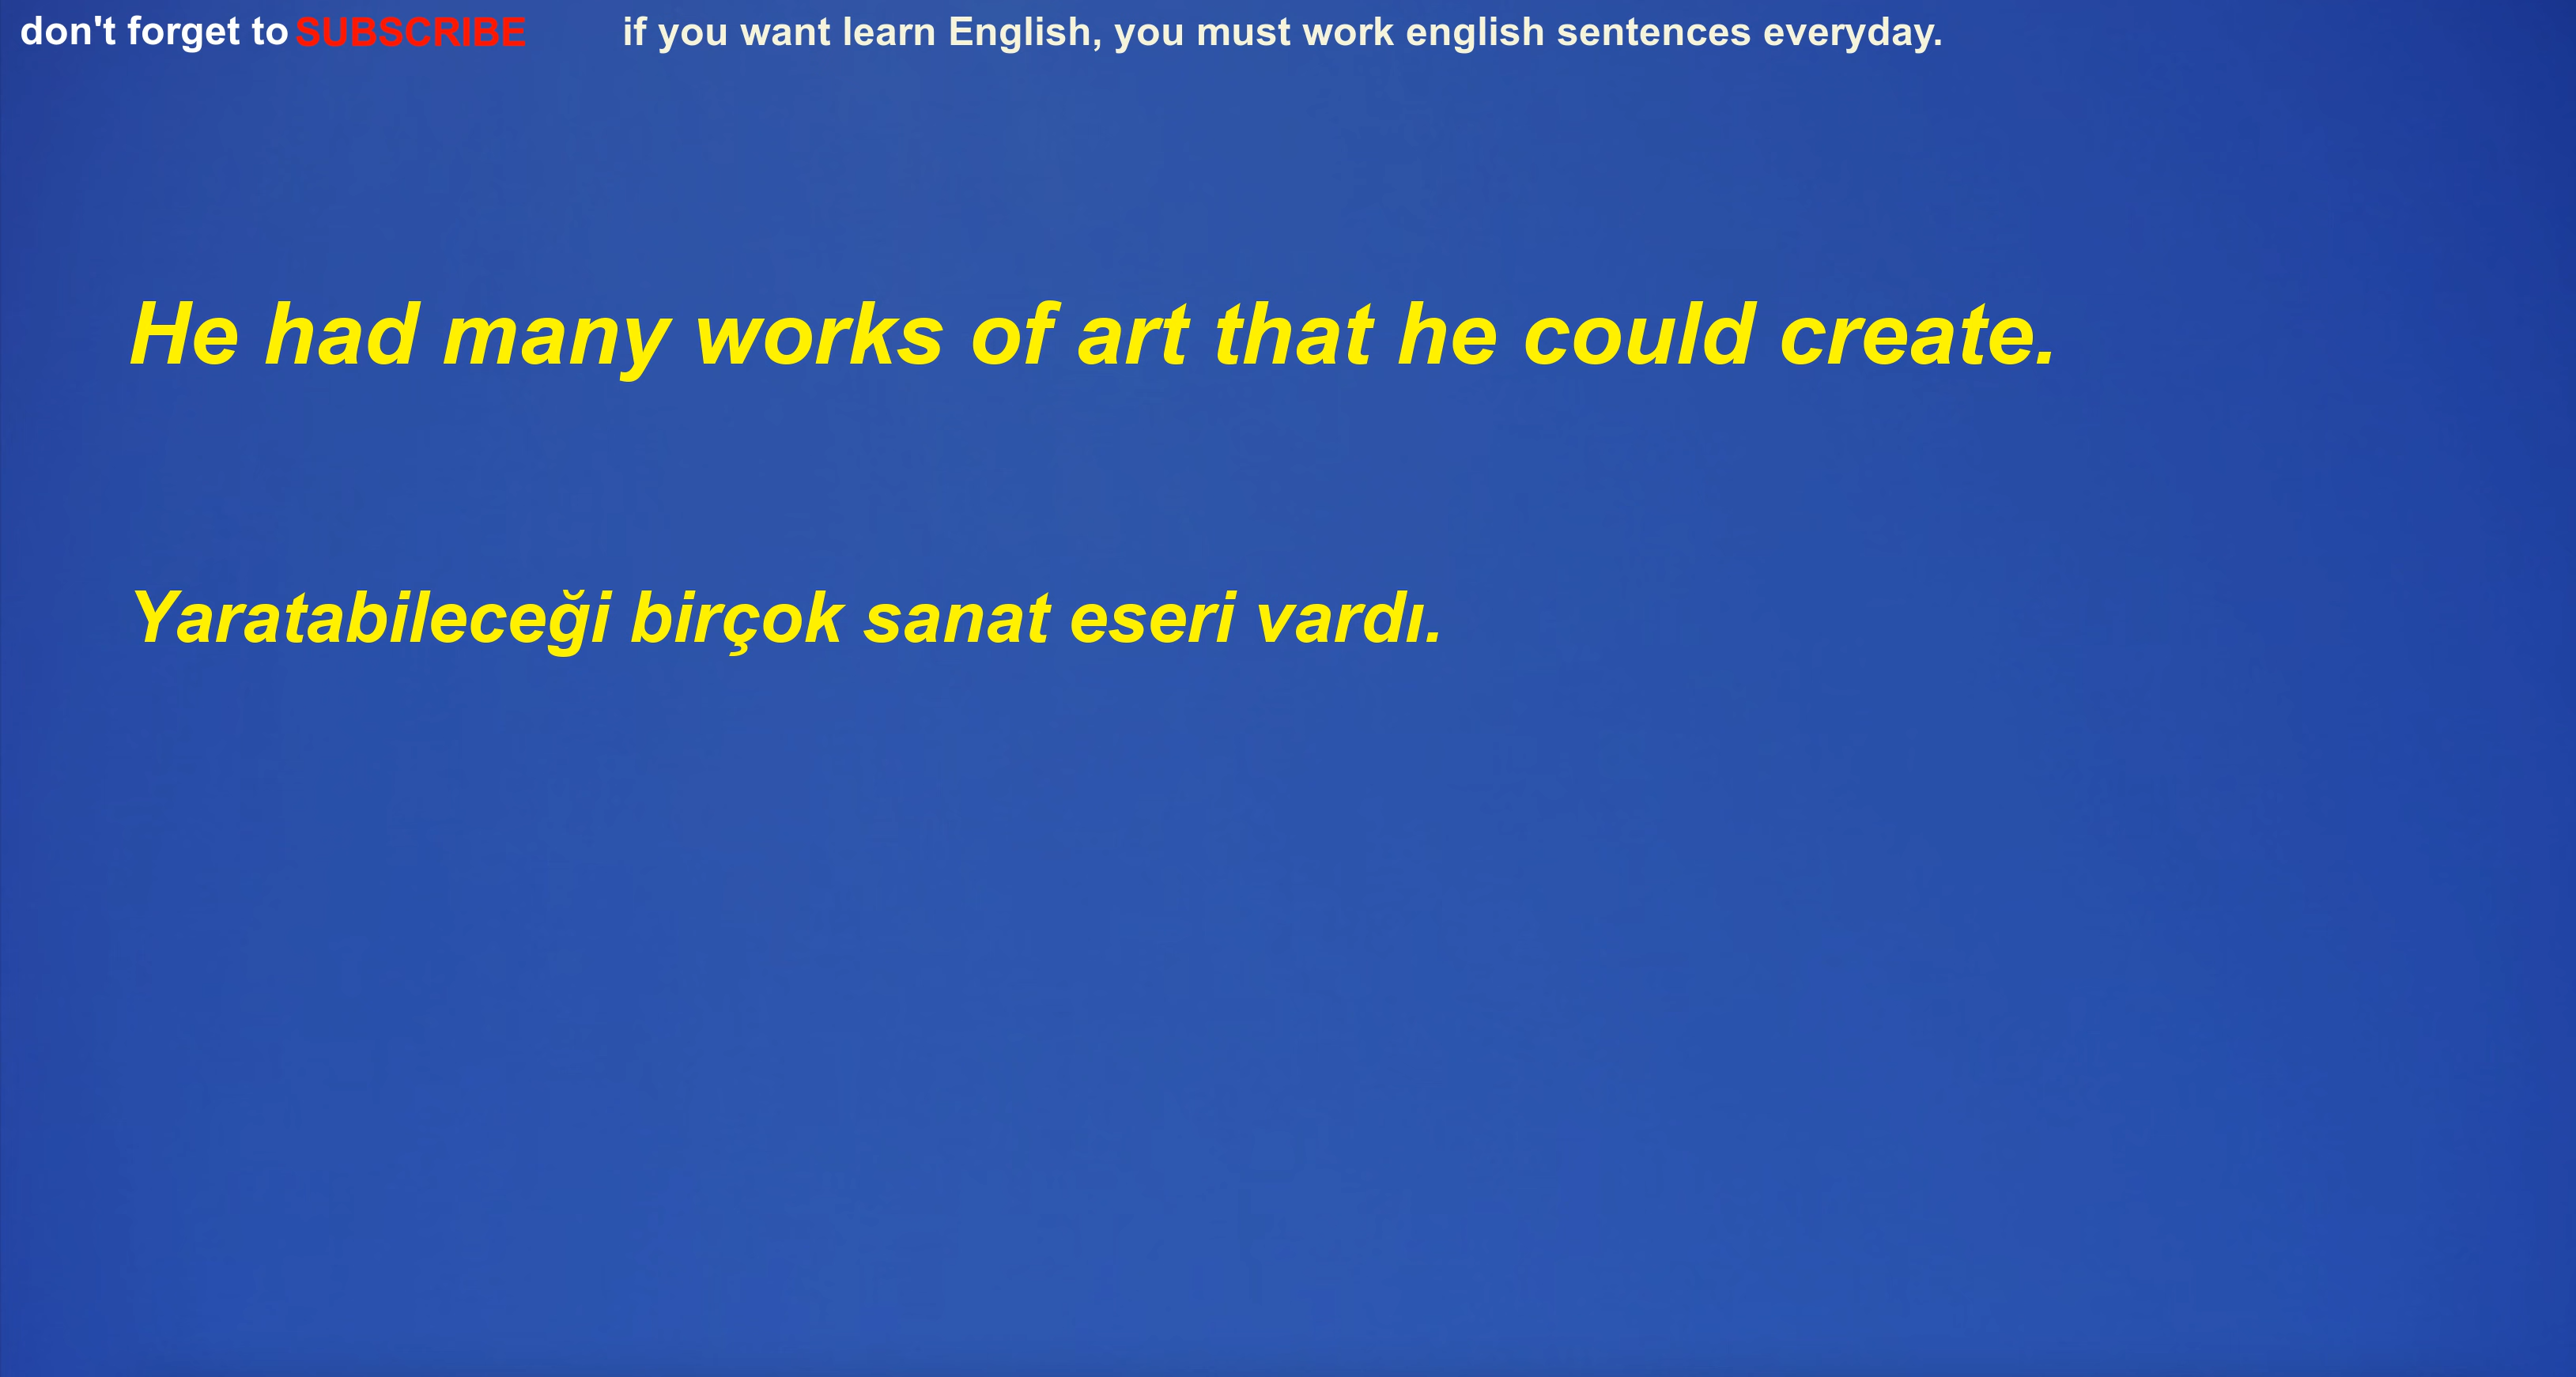 don't forget to SUBSCRIBE if you want learn English, you must work english sentences everyday.
He had many works of art that he could create.
Yaratabileceği birçok sanat eseri vardı.